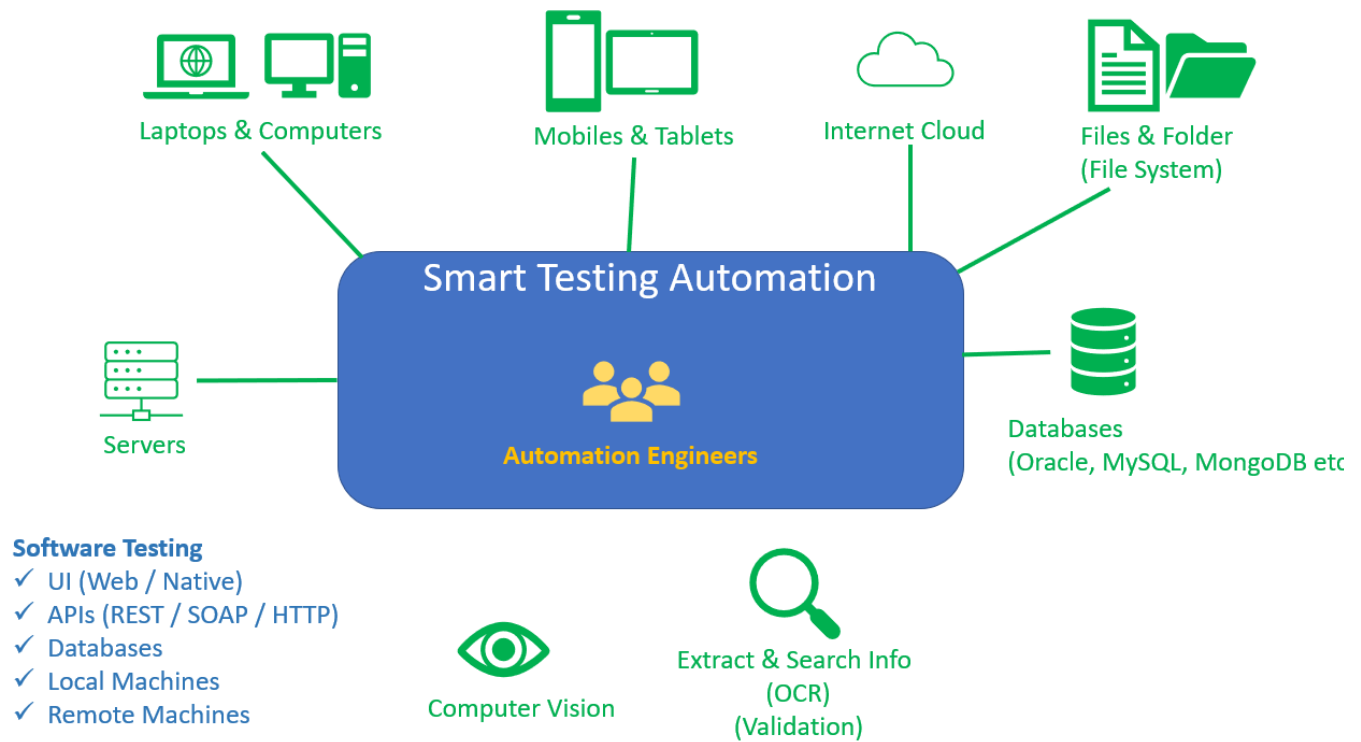 Laptops & Computers
Mobiles & Tablets
Internet Cloud
Files & Folder
(File System)
Smart Testing Automation
Automation Engineers
Servers
Databases
(Oracle, MySQL, MongoDB etc
Software Testing
✓ UI (Web / Native)
✓ APIs (REST / SOAP / HTTP)
✓ Databases
✓ Local Machines
✓ Remote Machines
Computer Vision
Extract & Search Info
(OCR)
(Validation)